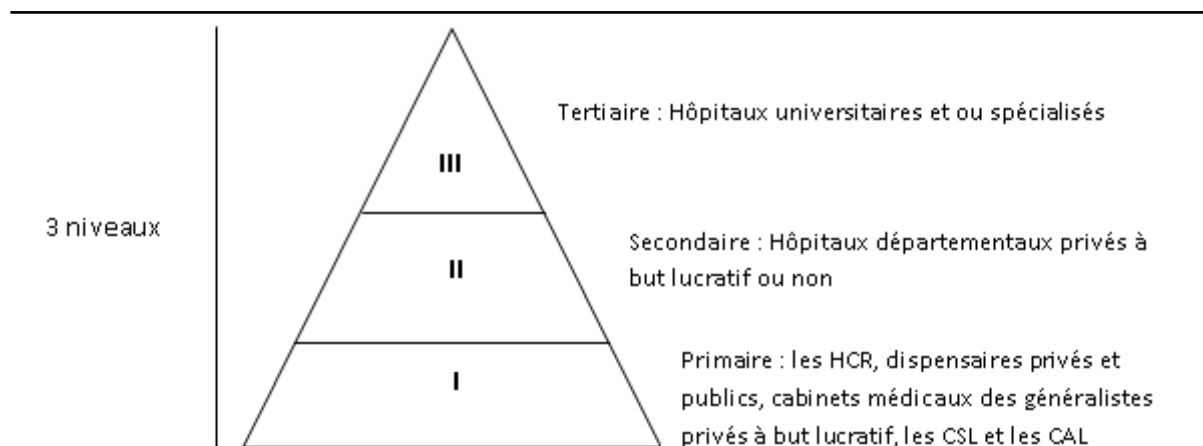 Tertiaire : Hôpitaux universitaires et ou spécialisés
III
3 niveaux
Secondaire : Hôpitaux départementaux privés à
but lucratif ou non
II
Primaire : les HCR, dispensaires privés et
publics, cabinets médicaux des généralistes
privés à but lucratif, les CSL et les CAL
I